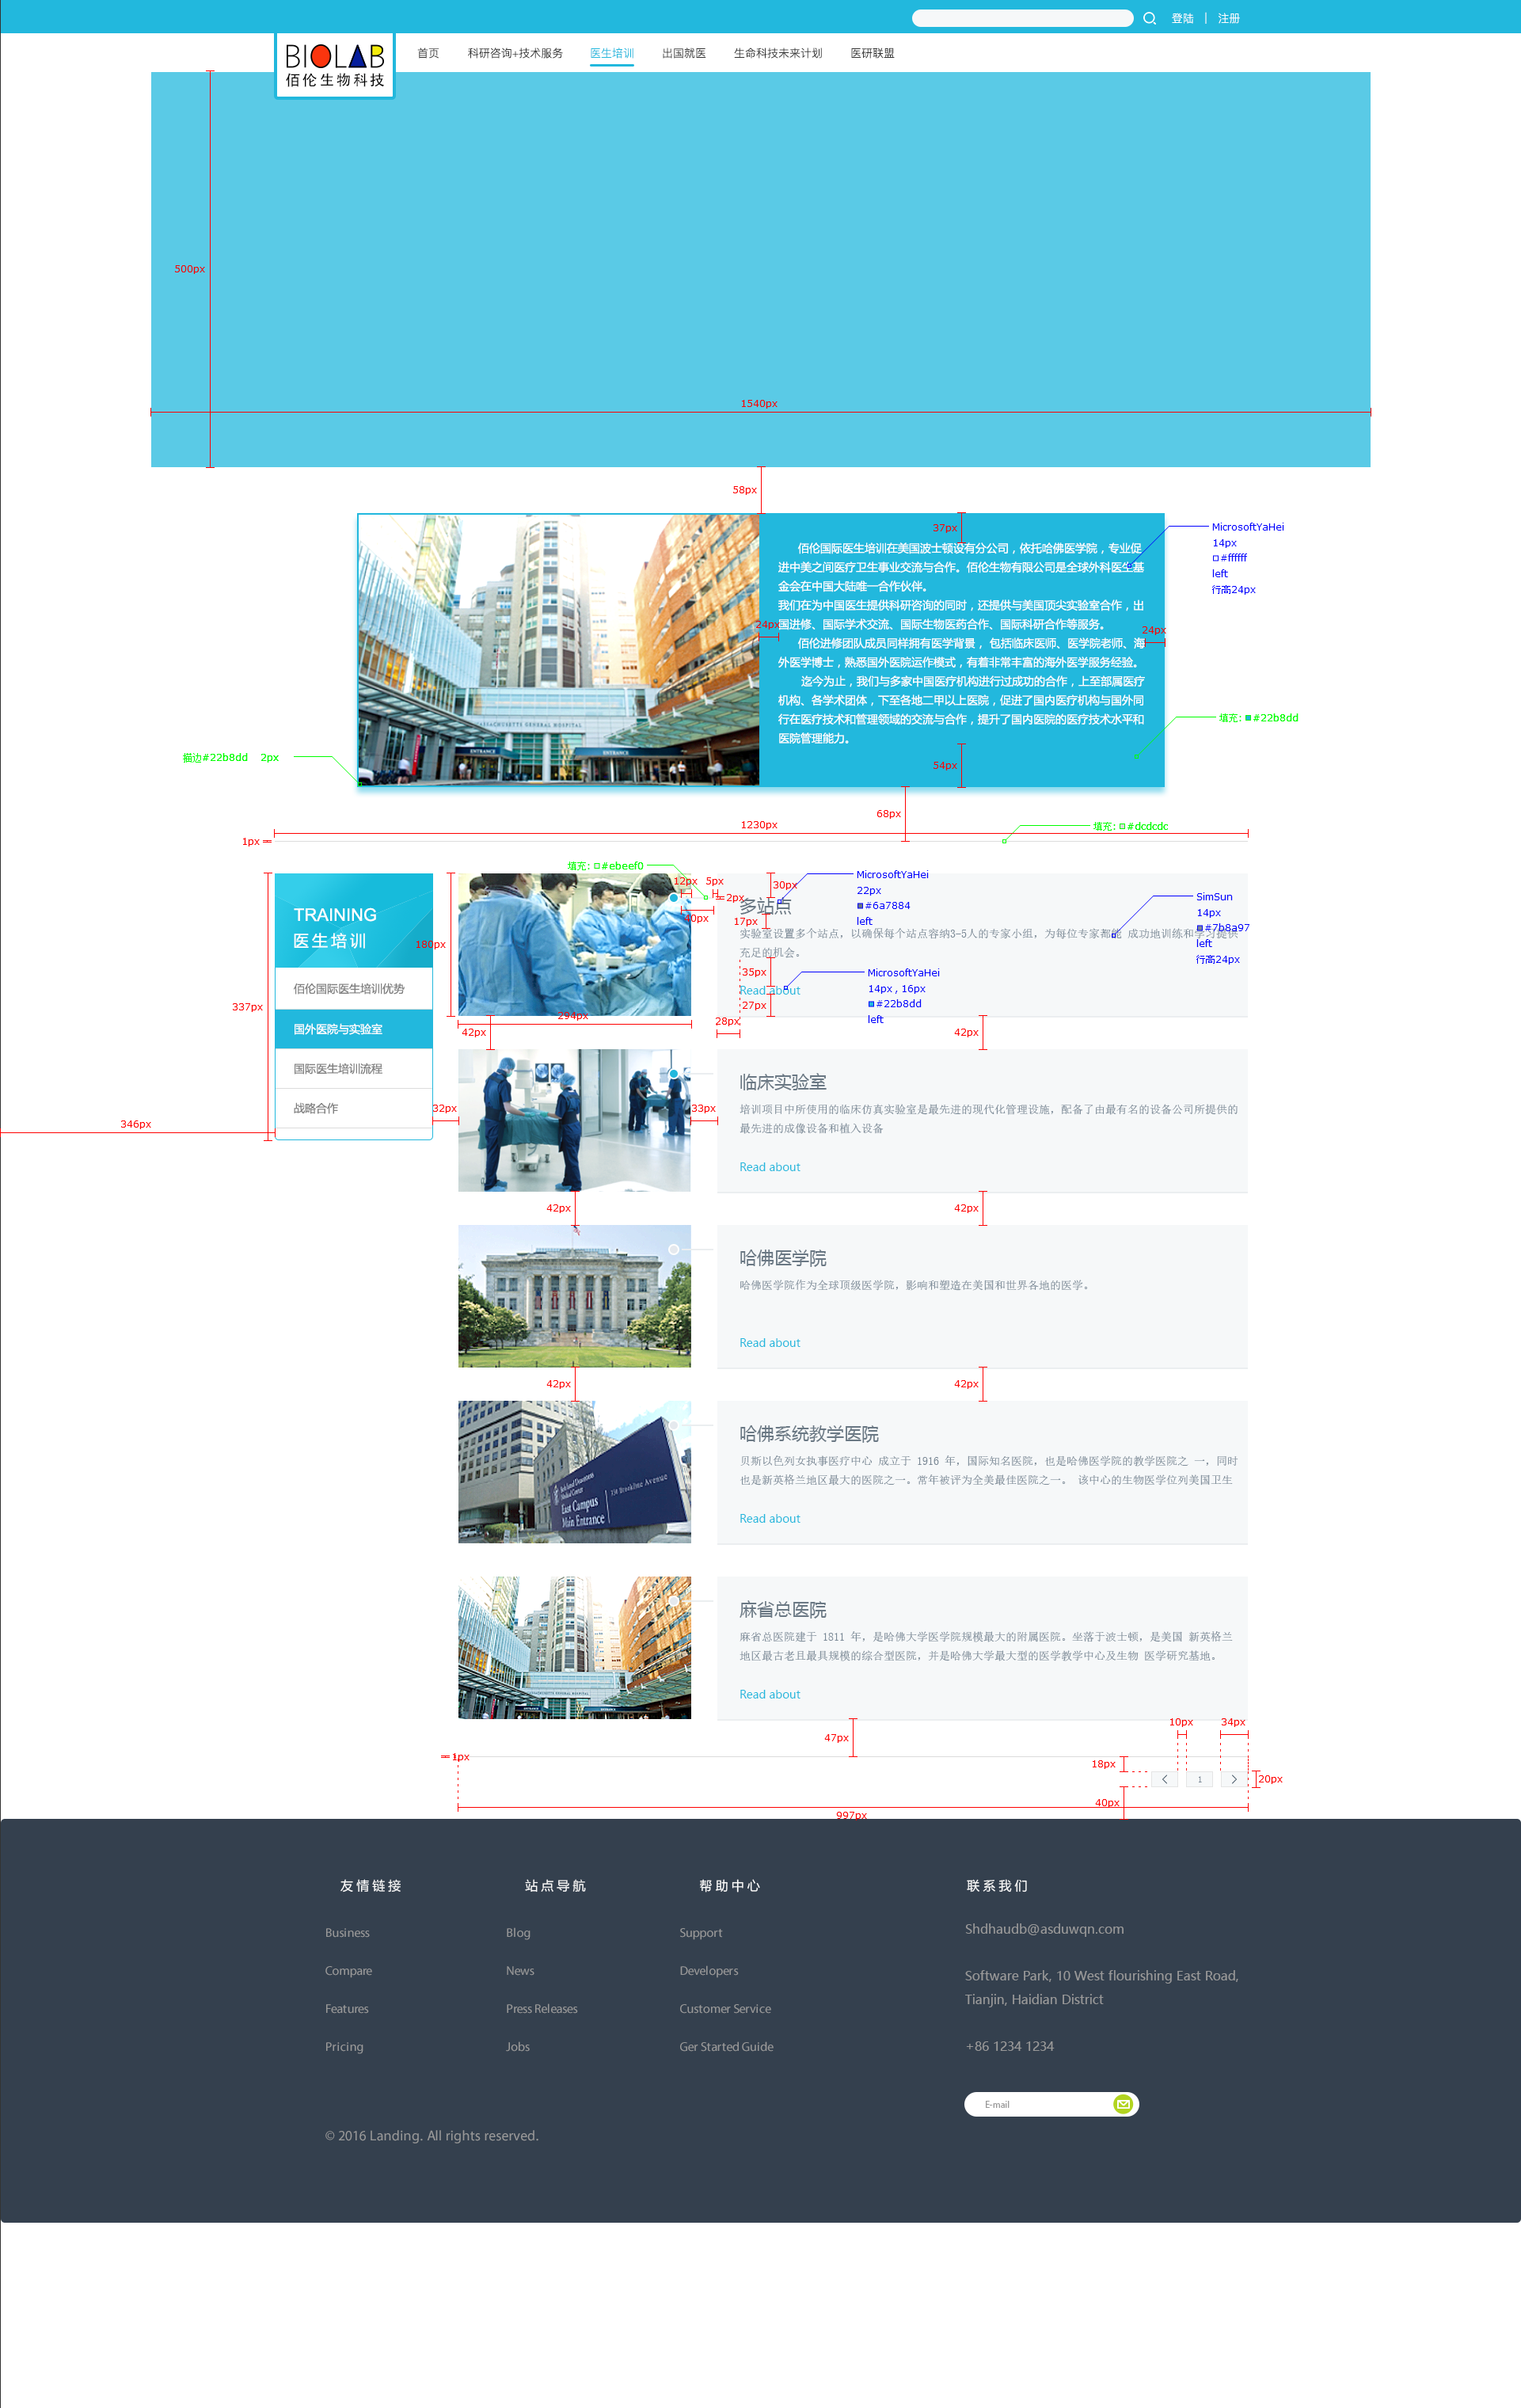 登陆 | 注册
BIOLAB
佰伦生物科技
首页 科研咨询+技术服务 医生培训 出国就医 生命科技未来计划 医研联盟
500px
1540px
58px
37px
MicrosoftYaHei
14px
#ffffff
left
行高24px
佰伦国际医生培训在美国波士顿设有分公司，依托哈佛医学院，专业促
进中美之间医疗卫生事业交流与合作。佰伦生物有限公司是全球外科医生基
金会在中国大陆唯一合作伙伴。
我们在为中国医生提供科研咨询的同时，还提供与美国顶尖实验室合作，出
国进修、国际学术交流、国际生物医药合作、国际科研合作等服务。
佰伦进修团队成员同样拥有医学背景， 包括临床医师、医学院老师、海
外医学博士，熟悉国外医院运作模式，有着非常丰富的海外医学服务经验。
迄今为止，我们与多家中国医疗机构进行过成功的合作，上至部属医疗
机构、各学术团体，下至各地二甲以上医院，促进了国内医疗机构与国外同
行在医疗技术和管理领域的交流与合作，提升了国内医院的医疗技术水平和
医院管理能力。
24px
24px
填充: #22b8dd
描边#22b8dd 2px
MASSACHUSETTS GENERAL HOSPITAL
ENTRANCE
ENTRANCE
54px
68px
1230px
填充: #dcdcdc
1px
填充: #ebeef0
12px 5px
2px
40px
30px
17px
MicrosoftYaHei
22px
#6a7884
left
SimSun
14px
#7b8a97
left
行高24px
TRAINING
医生培训
佰伦国际医生培训优势
国外医院与实验室
国际医生培训流程
战略合作
337px
346px
180px
294px
42px
32px
33px
多站点
实验室设置多个站点，以确保每个站点容纳3-5人的专家小组，为每位专家都能 成功地训练和学习提供
充足的机会。
Read about
35px
27px
28px
MicrosoftYaHei
14px , 16px
#22b8dd
left
42px
临床实验室
培训项目中所使用的临床仿真实验室是最先进的现代化管理设施，配备了由最有名的设备公司所提供的
最先进的成像设备和植入设备
Read about
42px
42px
哈佛医学院
哈佛医学院作为全球顶级医学院，影响和塑造在美国和世界各地的医学。
Read about
42px
42px
哈佛系统教学医院
贝斯以色列女执事医疗中心 成立于 1916 年，国际知名医院，也是哈佛医学院的教学医院之 一，同时
也是新英格兰地区最大的医院之一。常年被评为全美最佳医院之一。 该中心的生物医学位列美国卫生
Read about
Beth Israel Deaconess
Medical Center
East Campus
Main Entrance
330 Brookline Avenue
麻省总医院
麻省总医院建于 1811 年，是哈佛大学医学院规模最大的附属医院。坐落于波士顿，是美国 新英格兰
地区最古老且最具规模的综合型医院，并是哈佛大学最大型的医学教学中心及生物 医学研究基地。
Read about
47px
10px
34px
1px
18px
1
20px
40px
997px
友情链接
Business
Compare
Features
Pricing
站点导航
Blog
News
Press Releases
Jobs
帮助中心
Support
Developers
Customer Service
Ger Started Guide
联系我们
Shdhaudb@asduwqn.com
Software Park, 10 West flourishing East Road,
Tianjin, Haidian District
+86 1234 1234
E-mail
© 2016 Landing. All rights reserved.